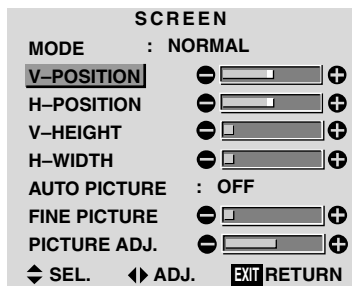 SCREEN
MODE : NORMAL
V–POSITION
H–POSITION
V–HEIGHT
H–WIDTH
AUTO PICTURE : OFF
FINE PICTURE
PICTURE ADJ.
SEL. ADJ. EXIT RETURN